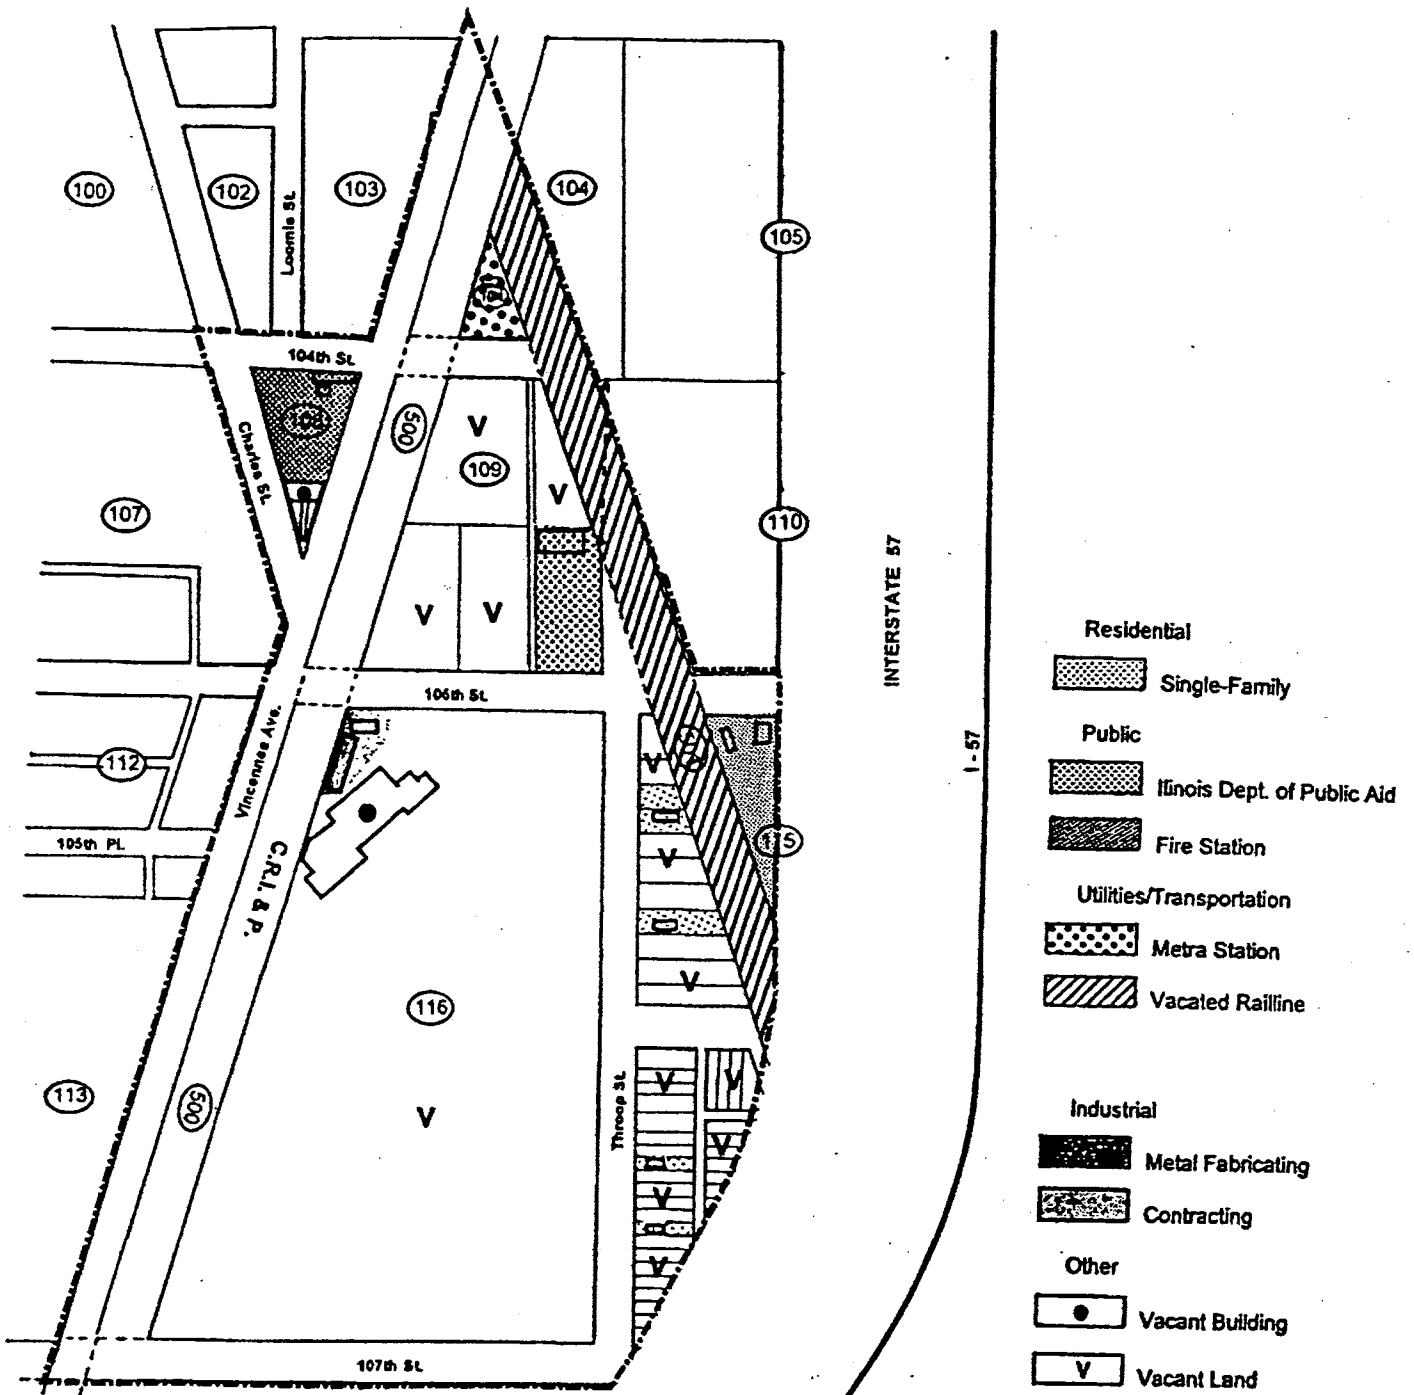 100
102
103
104
105
Loomis St.
104th St.
108
500
V
109
V
Charles St.
107
110
INTERSTATE 57
V
V
106th St.
Vincennes Ave.
112
105th Pl.
C.R.I. & P.
V
V
115
I - 57
V
116
V
113
500
Throop St.
V
V
V
V
V
107th St.
Residential
Single-Family
Public
Illinois Dept. of Public Aid
Fire Station
Utilities/Transportation
Metra Station
Vacated Railline
Industrial
Metal Fabricating
Contracting
Other
Vacant Building
V
Vacant Land